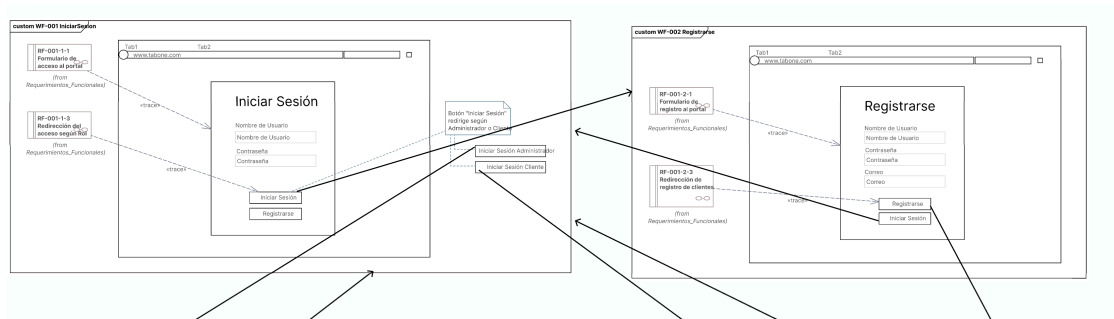 custom WF-001 IniciarSesion
RF-001-1-1
Formulario de
acceso al portal
(from
Requerimientos_Funcionales)
RF-001-1-3
Redirección del
acceso según Rol
(from
Requerimientos_Funcionales)
«trace»
«trace»
Tab1 Tab2
www.tabone.com
Iniciar Sesión
Nombre de Usuario
Nombre de Usuario
Contraseña
Contraseña
Iniciar Sesión
Registrarse
Botón "Iniciar Sesión"
redirige según
Administrador o Cliente
Iniciar Sesión Administrador
Iniciar Sesión Cliente
custom WF-002 Registrarse
RF-001-2-1
Formulario de
registro al portal
(from
Requerimientos_Funcionales)
RF-001-2-3
Redirección de
registro de clientes
(from
Requerimientos_Funcionales)
«trace»
«trace»
Tab1 Tab2
www.tabone.com
Registrarse
Nombre de Usuario
Nombre de Usuario
Contraseña
Contraseña
Correo
Correo
Registrarse
Iniciar Sesión